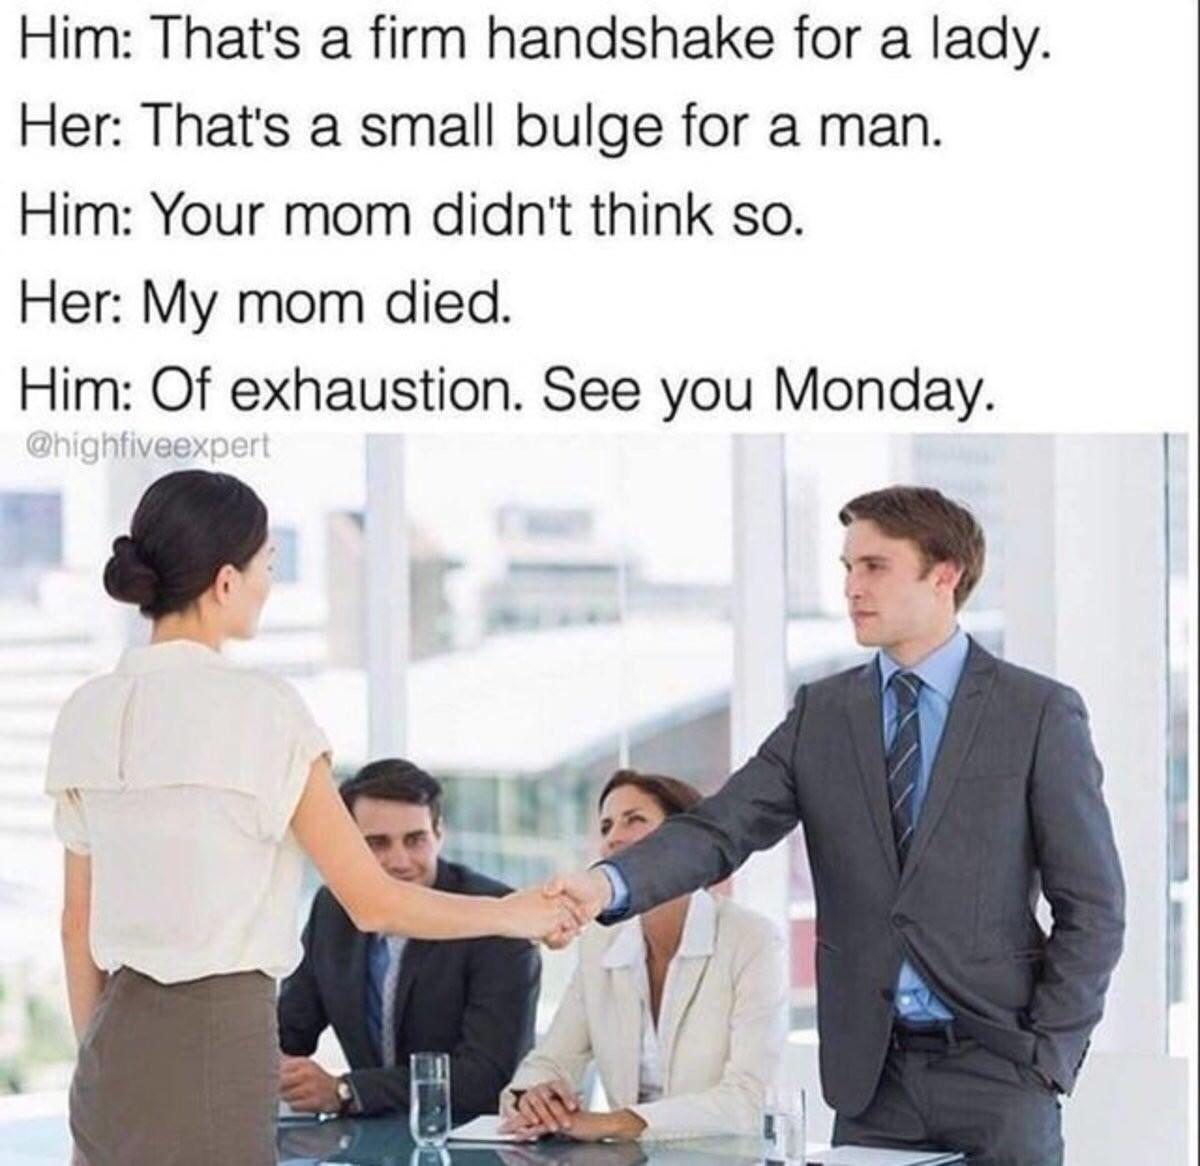 Him: That's a firm handshake for a lady.
Her: That's a small bulge for a man.
Him: Your mom didn't think so.
Her: My mom died.
Him: Of exhaustion. See you Monday.
@highfiveexpert